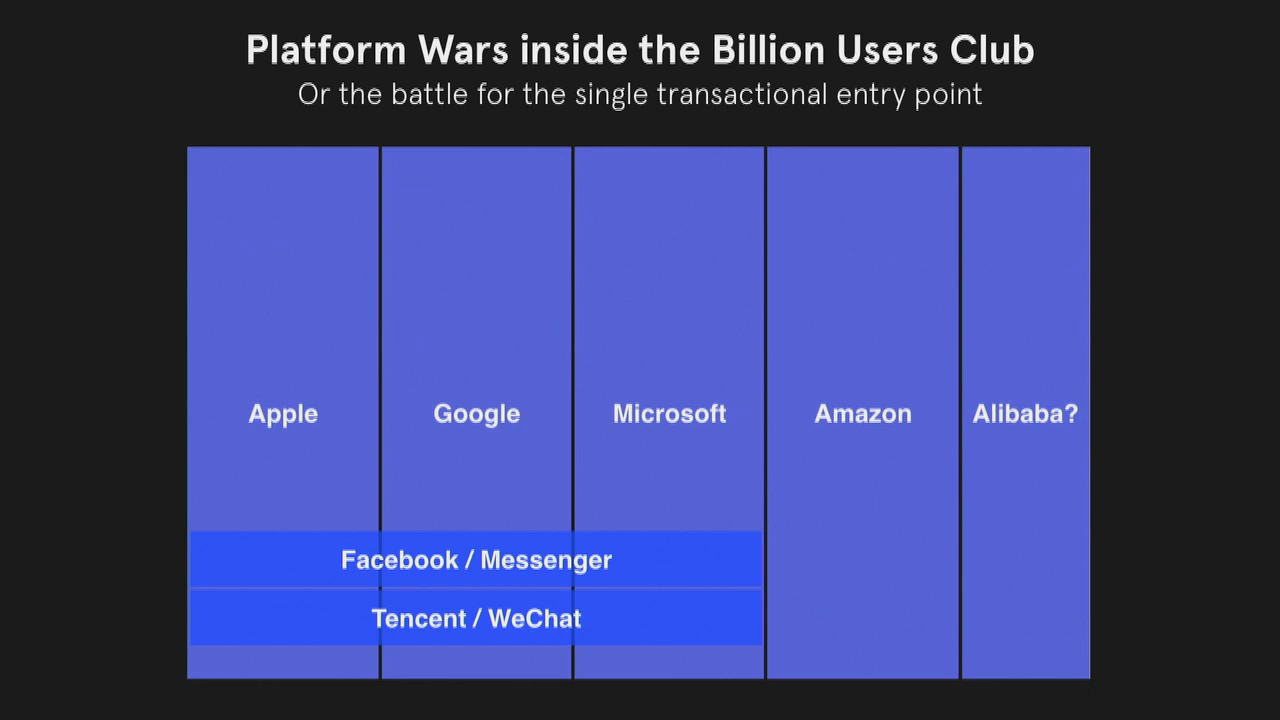 Platform Wars inside the Billion Users Club
Or the battle for the single transactional entry point
Apple
Google
Microsoft
Amazon
Alibaba?
Facebook / Messenger
Tencent / WeChat